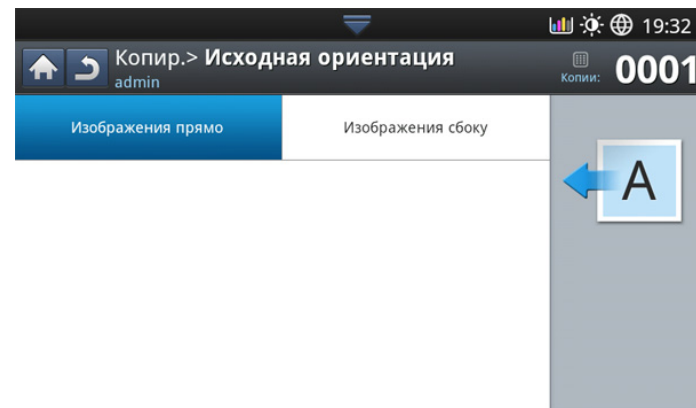 19:32
Копир.> Исходная ориентация
admin
Копии: 0001
Изображения прямо
Изображения сбоку
A